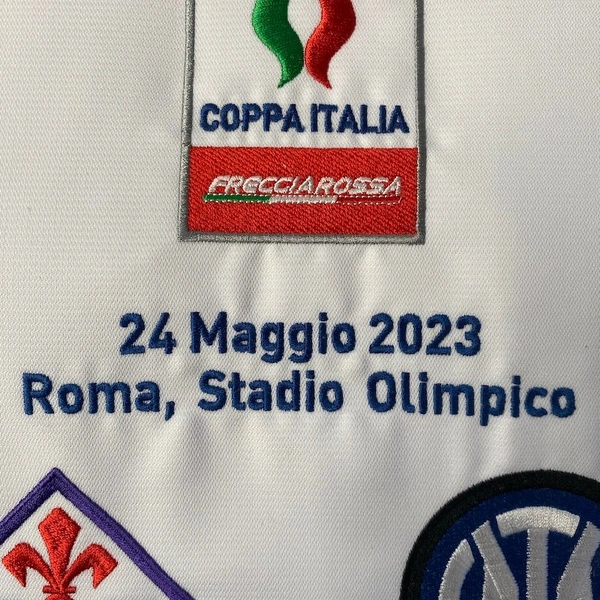 COPPA ITALIA
FRECCIAROSSA
24 Maggio 2023
Roma, Stadio Olimpico